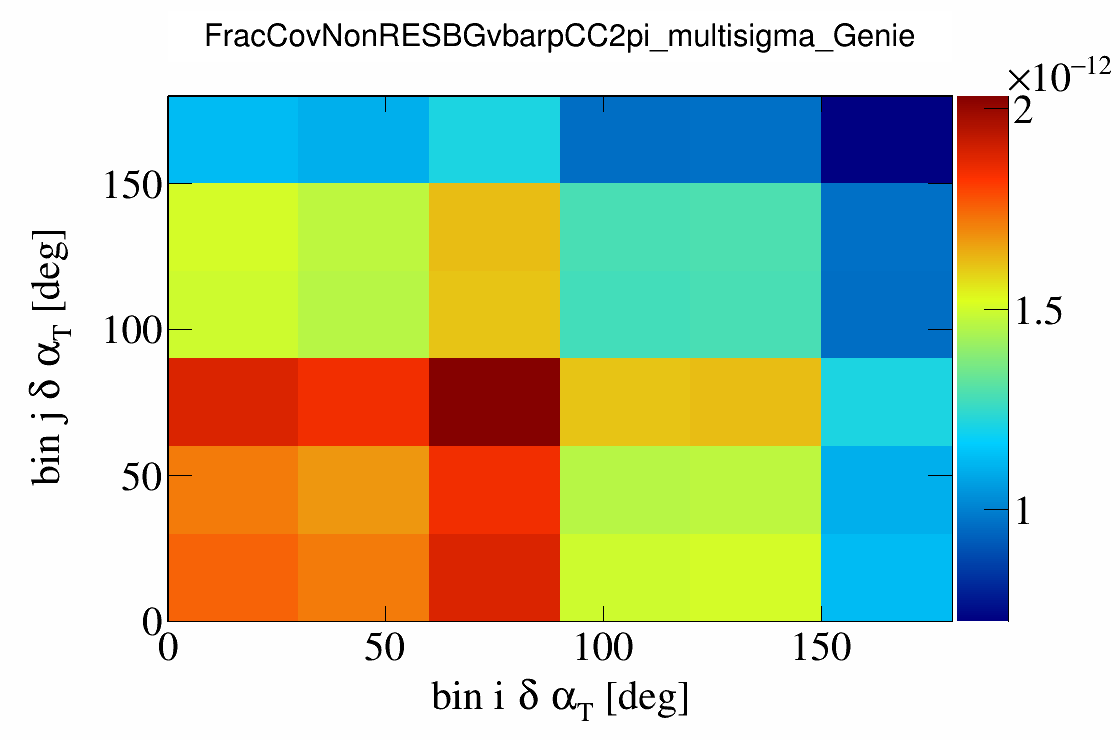 FracCovNonRESBGvbarpCC2pi_multisigma_Genie
×10⁻¹²
2
1.5
1
150
100
50
0
0 50 100 150
bin j δ α_T [deg]
bin i δ α_T [deg]